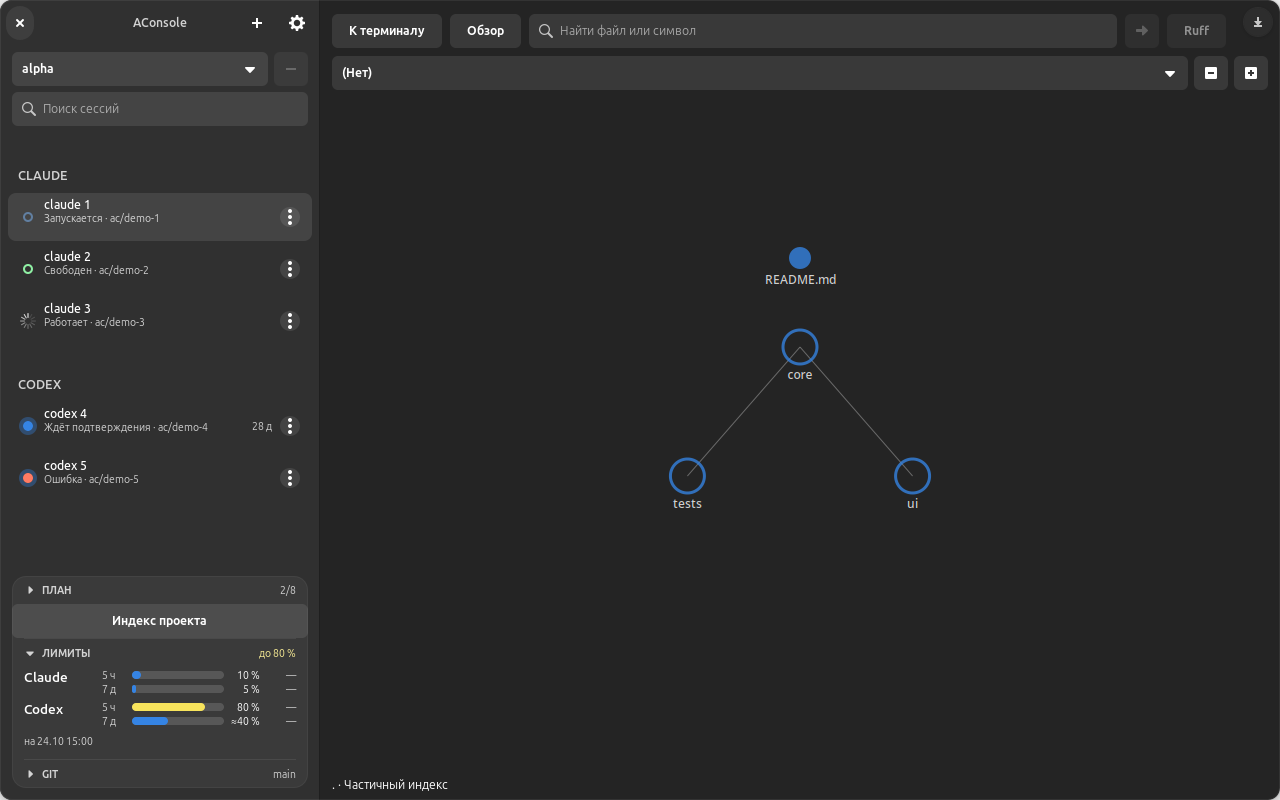 AConsole
alpha
Поиск сессий
CLAUDE
claude 1
Запускается · ac/demo-1
claude 2
Свободен · ac/demo-2
claude 3
Работает · ac/demo-3
CODEX
codex 4
Ждёт подтверждения · ac/demo-4
28 д
codex 5
Ошибка · ac/demo-5
ПЛАН 2/8
Индекс проекта
ЛИМИТЫ до 80 %
Claude 5 ч 10 % —
7 д 5 % —
Codex 5 ч 80 % —
7 д ≈40 % —
на 24.10 15:00
GIT main
К терминалу
Обзор
Найти файл или символ
Ruff
(Нет)
README.md
core
tests
ui
. · Частичный индекс